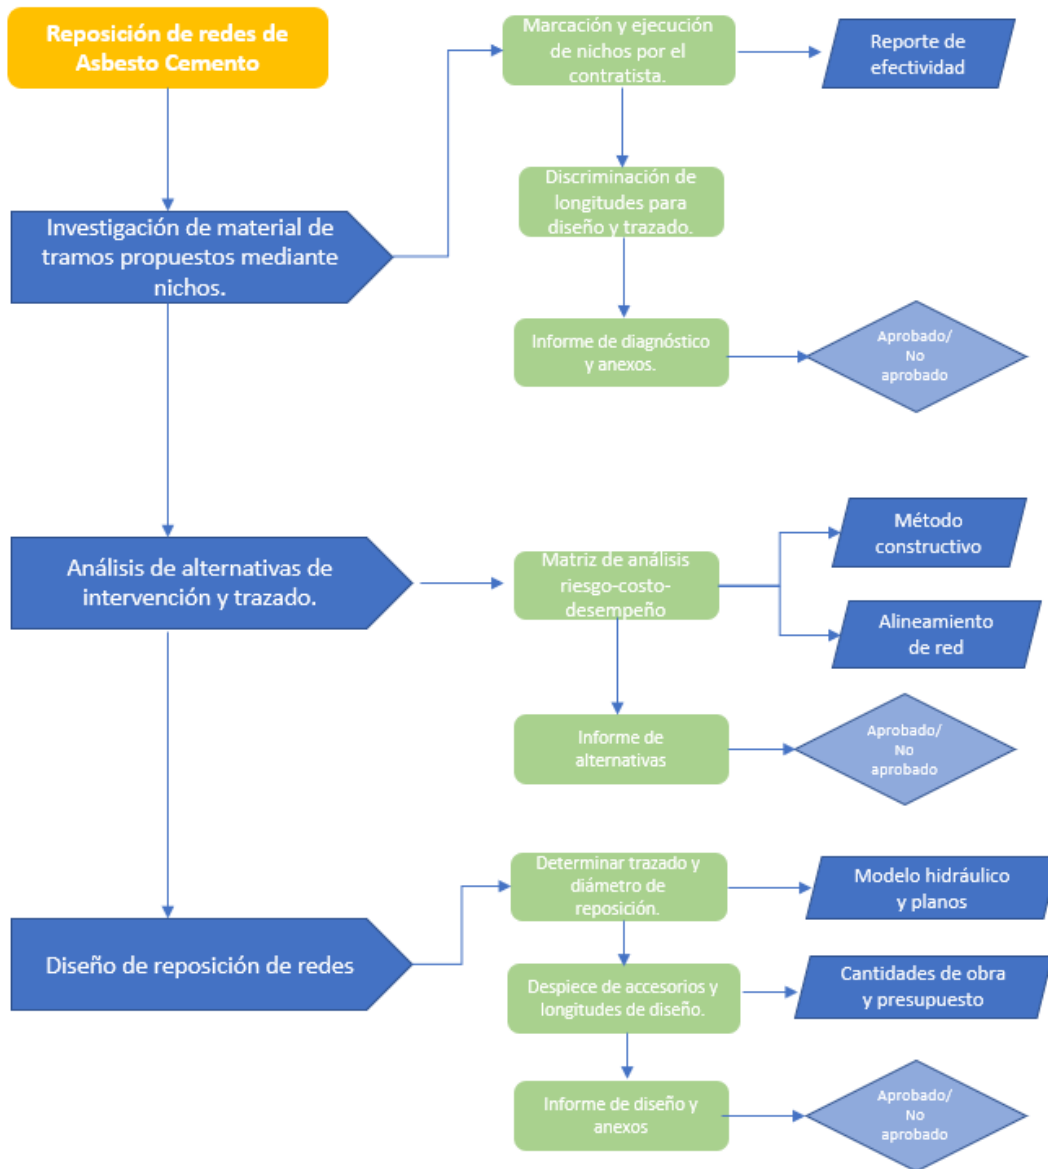 Reposición de redes de
Asbesto Cemento
Marcación y ejecución
de nichos por el
contratista.
Reporte de
efectividad
Investigación de material de
tramos propuestos mediante
nichos.
Discriminación de
longitudes para
diseño y trazado.
Informe de diagnóstico
y anexos.
Aprobado/
No
aprobado
Análisis de alternativas de
intervención y trazado.
Matriz de análisis
riesgo-costo-
desempeño
Método
constructivo
Alineamiento
de red
Informe de
alternativas
Aprobado/
No
aprobado
Diseño de reposición de redes
Determinar trazado y
diámetro de
reposición.
Modelo hidráulico
y planos
Despiece de accesorios y
longitudes de diseño.
Cantidades de obra
y presupuesto
Informe de diseño y
anexos
Aprobado/
No
aprobado